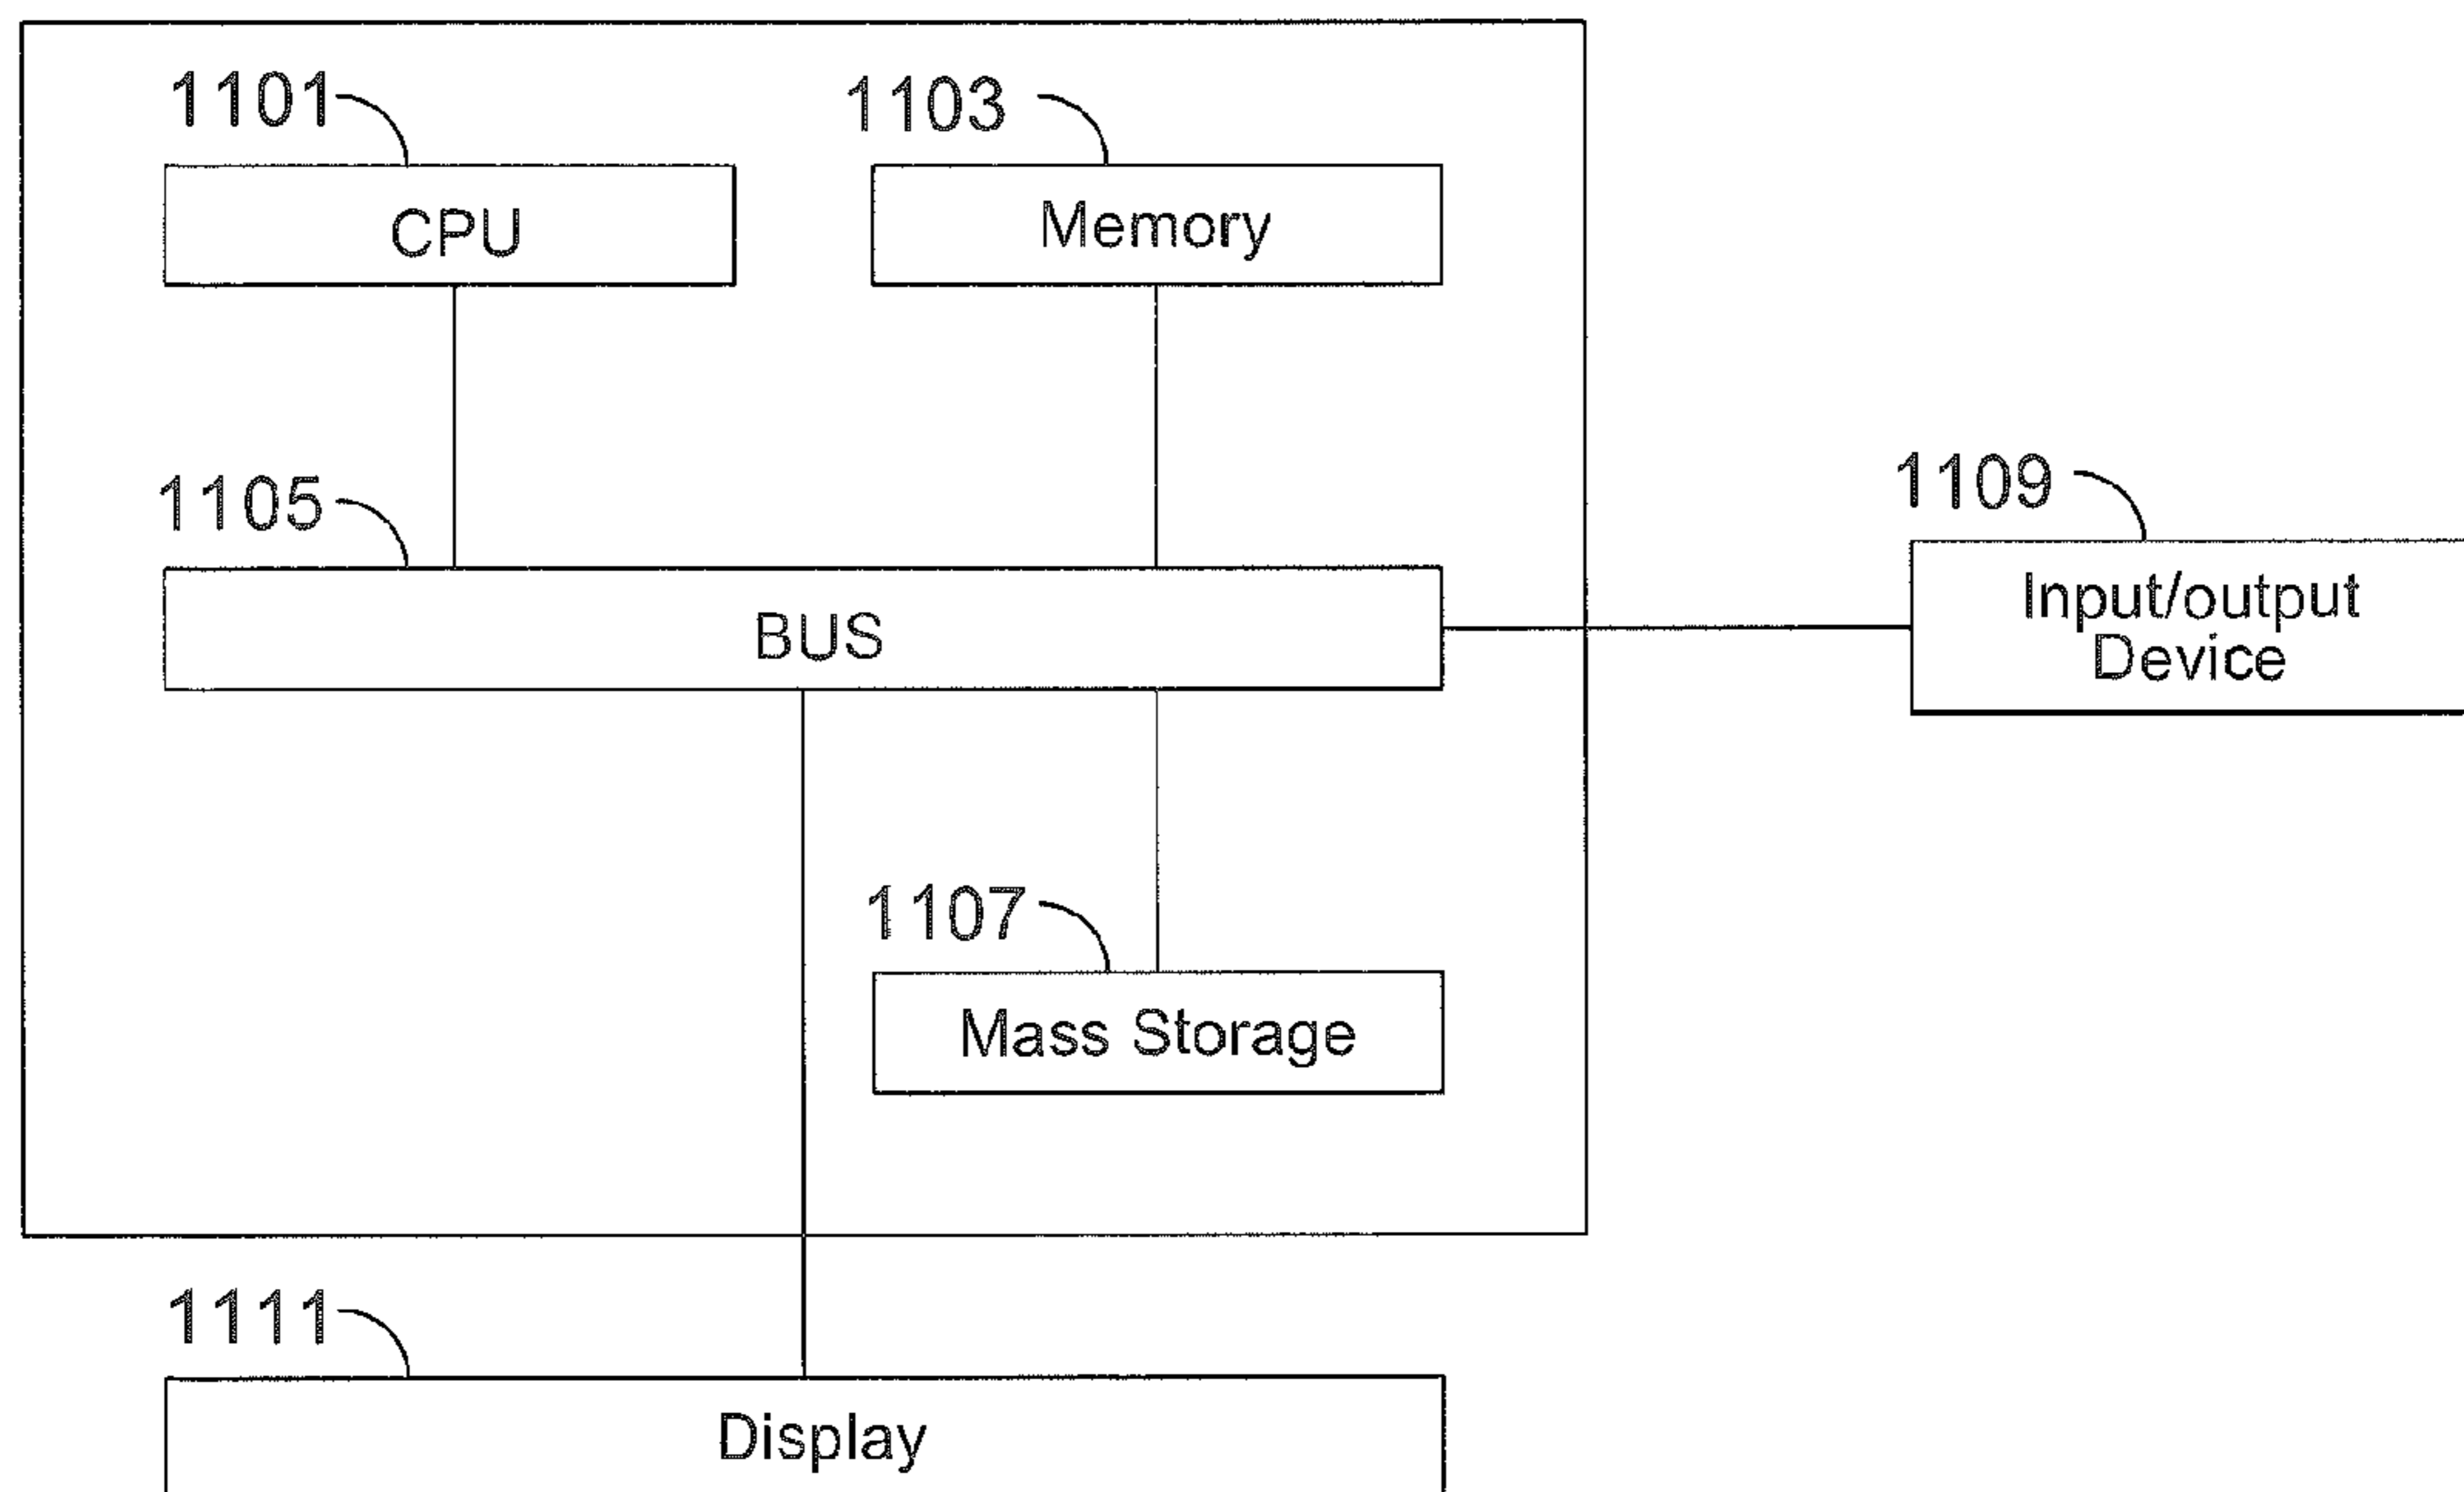 1101
1103
CPU
Memory
1105
1109
BUS
Input/output
Device
1107
Mass Storage
1111
Display